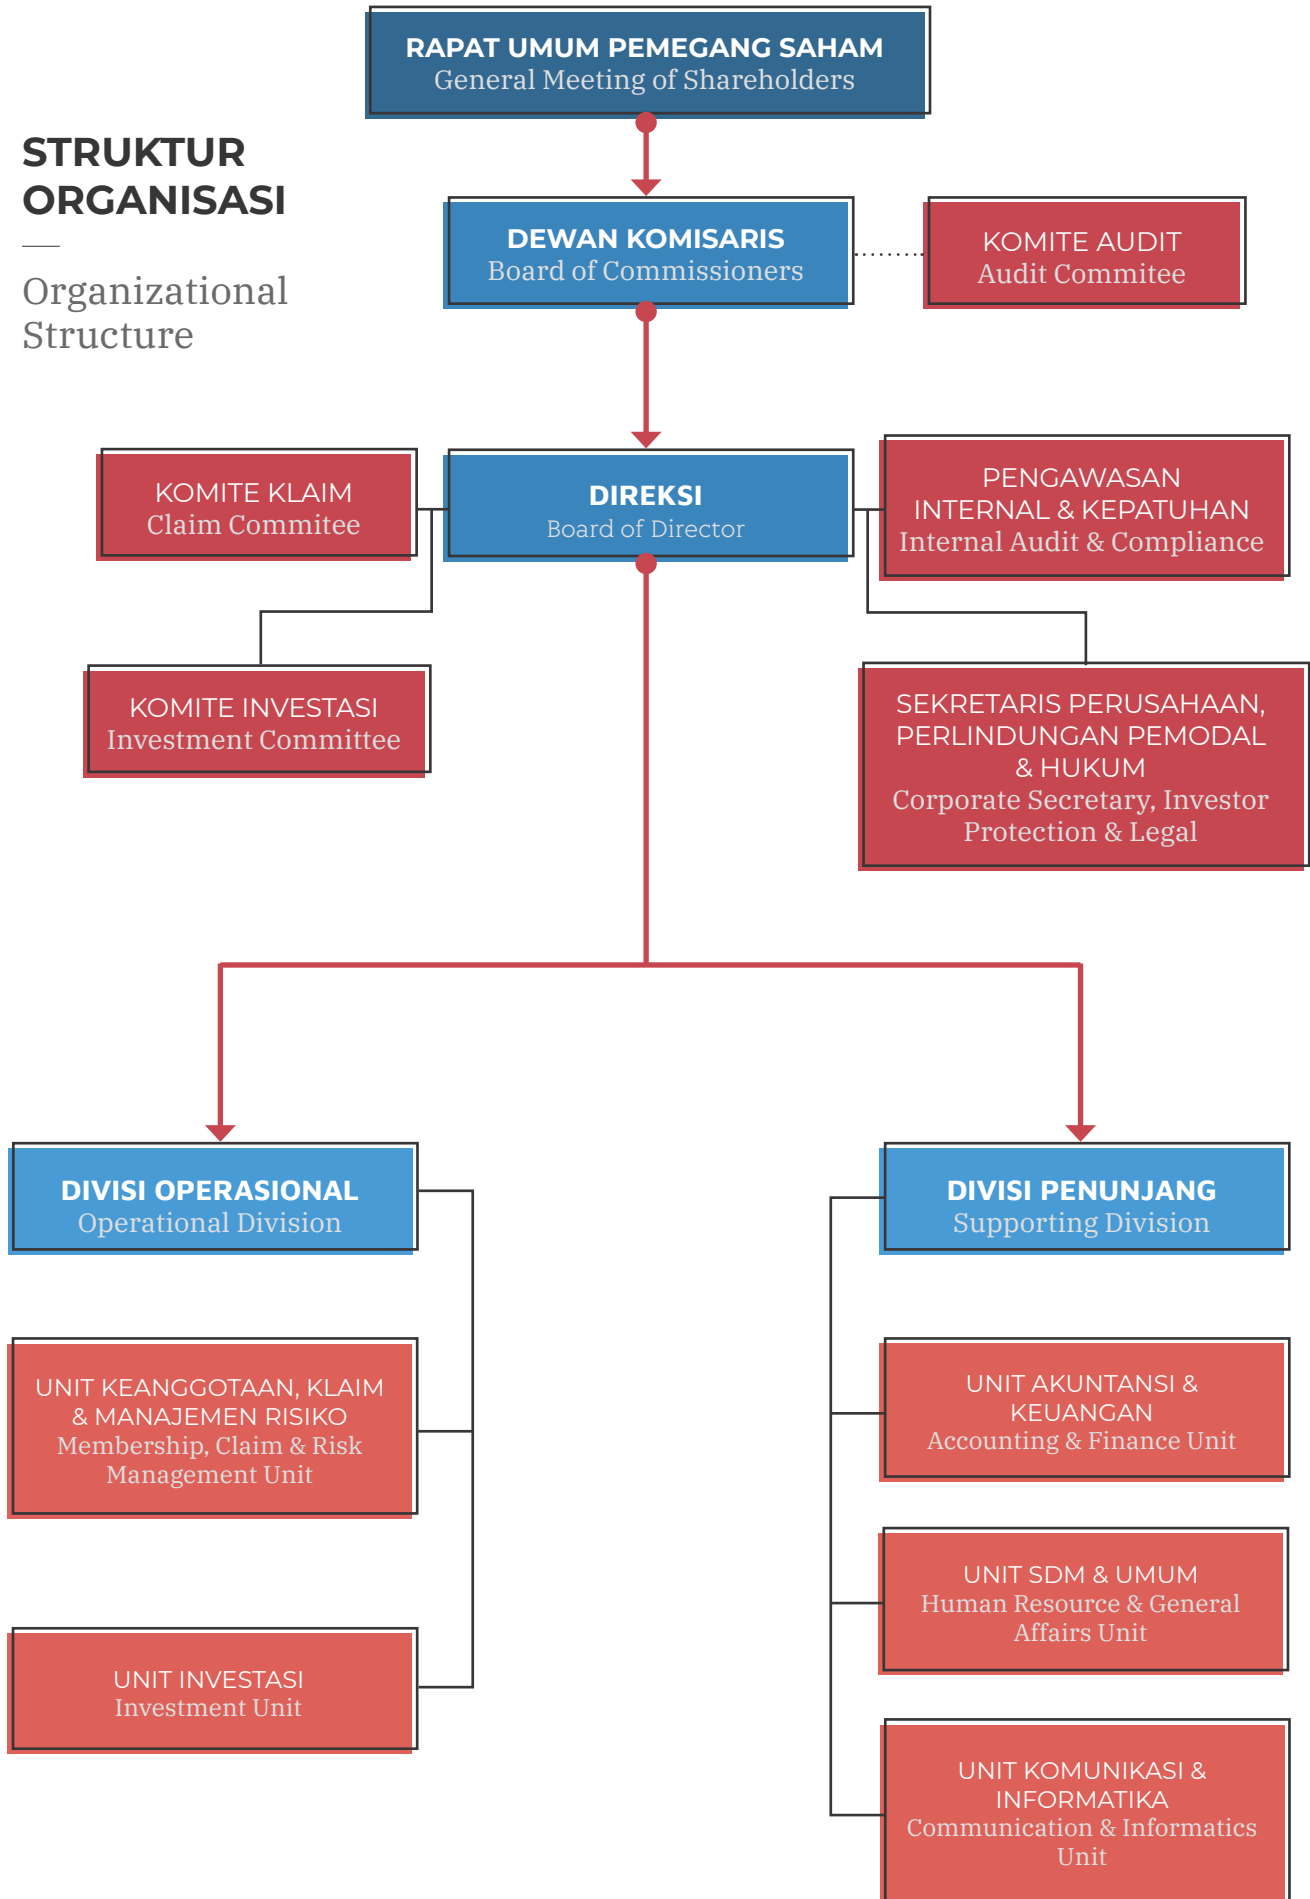 RAPAT UMUM PEMEGANG SAHAM
General Meeting of Shareholders
STRUKTUR
ORGANISASI
Organizational
Structure
DEWAN KOMISARIS
Board of Commissioners
KOMITE AUDIT
Audit Commitee
KOMITE KLAIM
Claim Commitee
DIREKSI
Board of Director
PENGAWASAN
INTERNAL & KEPATUHAN
Internal Audit & Compliance
KOMITE INVESTASI
Investment Committee
SEKRETARIS PERUSAHAAN,
PERLINDUNGAN PEMODAL
& HUKUM
Corporate Secretary, Investor
Protection & Legal
DIVISI OPERASIONAL
Operational Division
DIVISI PENUNJANG
Supporting Division
UNIT KEANGGOTAAN, KLAIM
& MANAJEMEN RISIKO
Membership, Claim & Risk
Management Unit
UNIT AKUNTANSI &
KEUANGAN
Accounting & Finance Unit
UNIT SDM & UMUM
Human Resource & General
Affairs Unit
UNIT INVESTASI
Investment Unit
UNIT KOMUNIKASI &
INFORMATIKA
Communication & Informatics
Unit